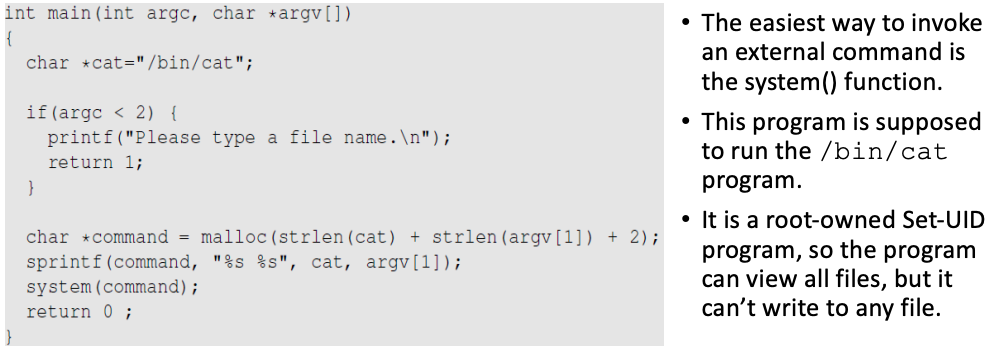 int main(int argc, char *argv[])
{
  char *cat="/bin/cat";

  if(argc < 2) {
    printf("Please type a file name.\n");
    return 1;
  }

  char *command = malloc(strlen(cat) + strlen(argv[1]) + 2);
  sprintf(command, "%s %s", cat, argv[1]);
  system(command);
  return 0 ;
}
• The easiest way to invoke
an external command is
the system() function.
• This program is supposed
to run the /bin/cat
program.
• It is a root-owned Set-UID
program, so the program
can view all files, but it
can’t write to any file.